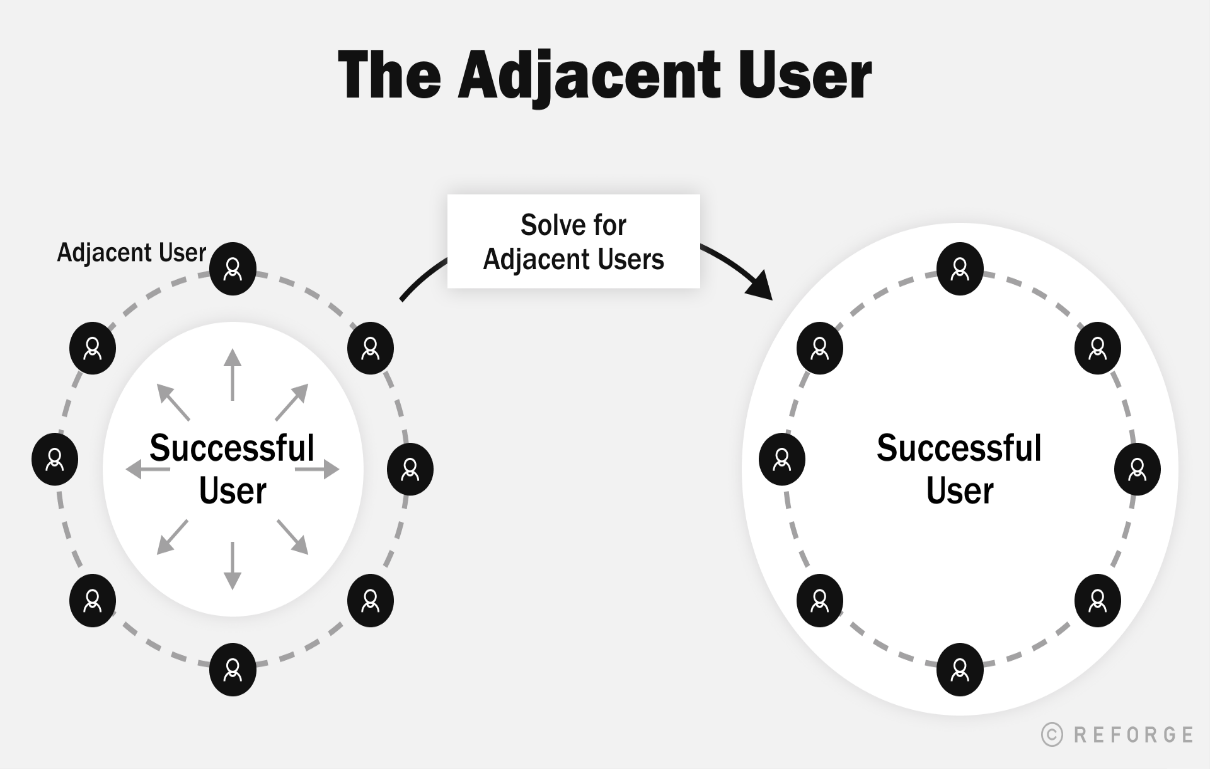 The Adjacent User
Solve for
Adjacent Users
Adjacent User
Successful
User
Successful
User
© REFORGE